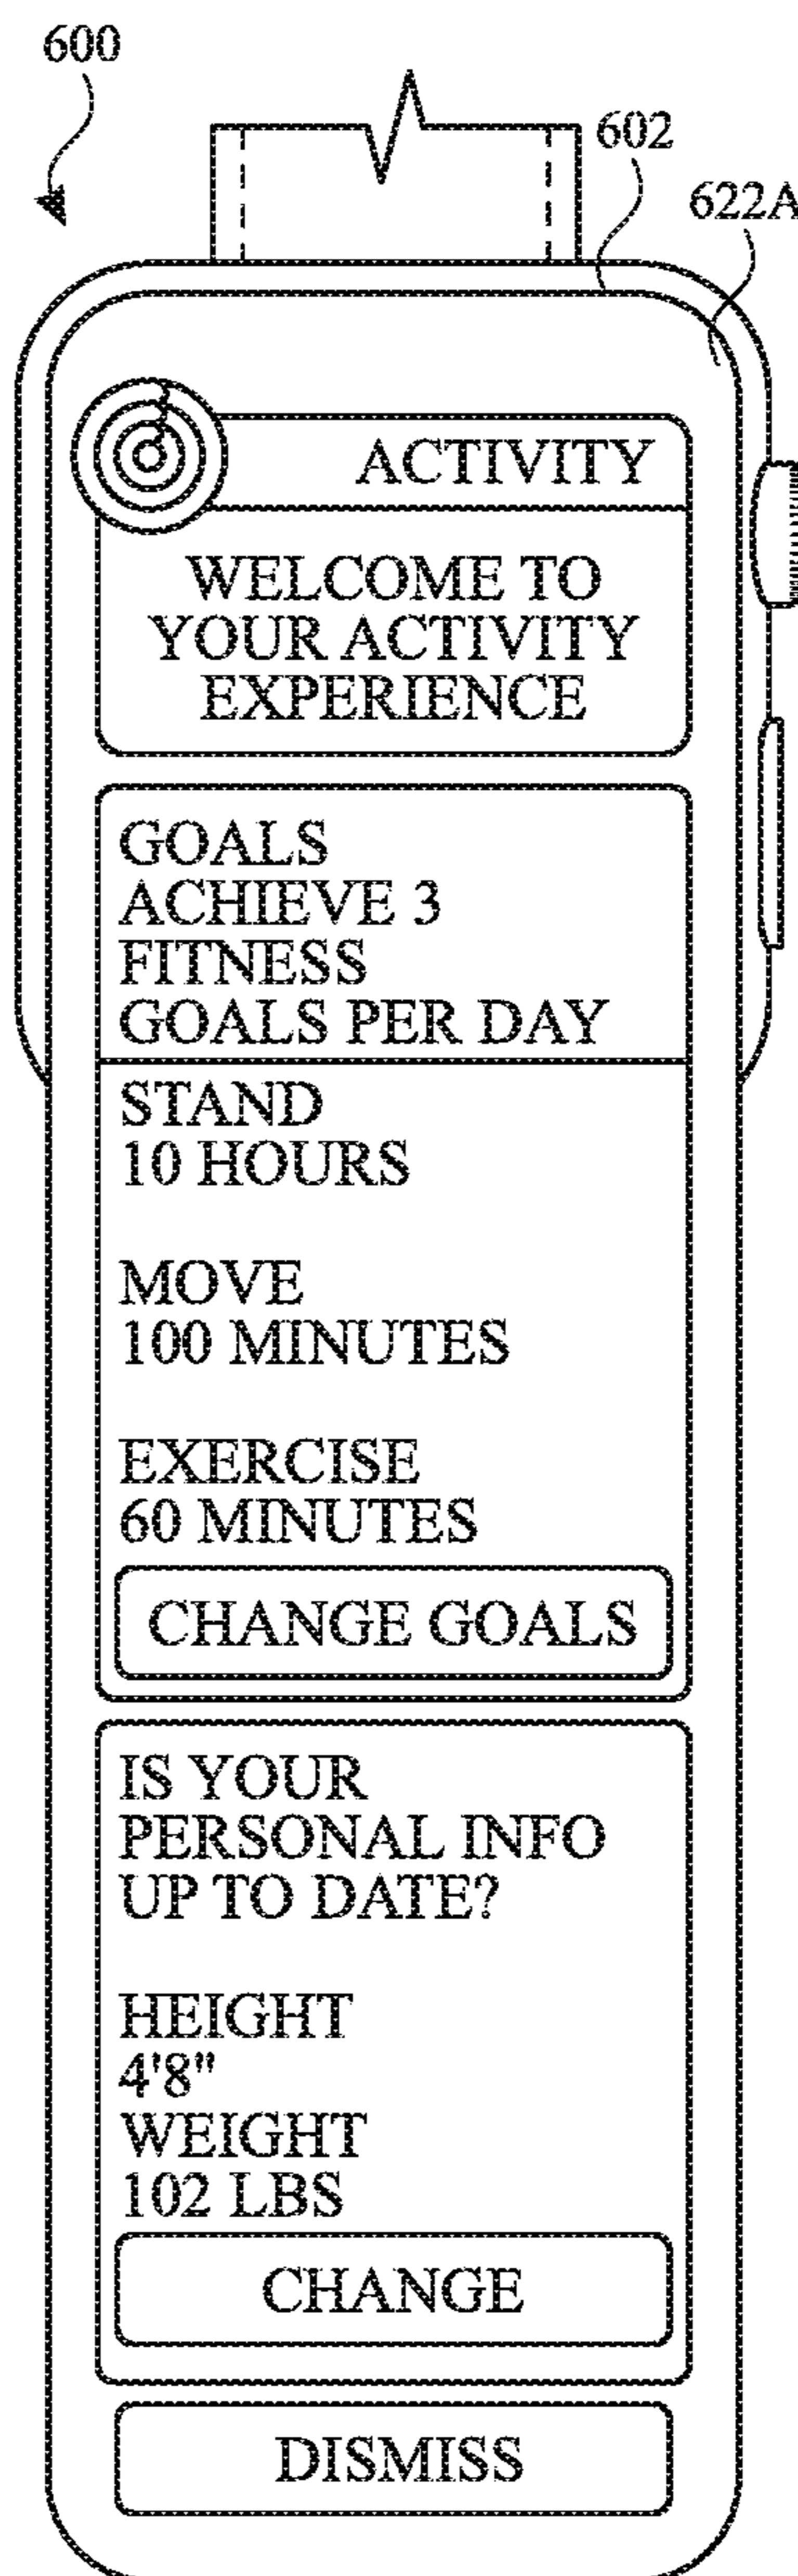 600
602
622A
ACTIVITY
WELCOME TO
YOUR ACTIVITY
EXPERIENCE
GOALS
ACHIEVE 3
FITNESS
GOALS PER DAY
STAND
10 HOURS
MOVE
100 MINUTES
EXERCISE
60 MINUTES
CHANGE GOALS
IS YOUR
PERSONAL INFO
UP TO DATE?
HEIGHT
4'8"
WEIGHT
102 LBS
CHANGE
DISMISS